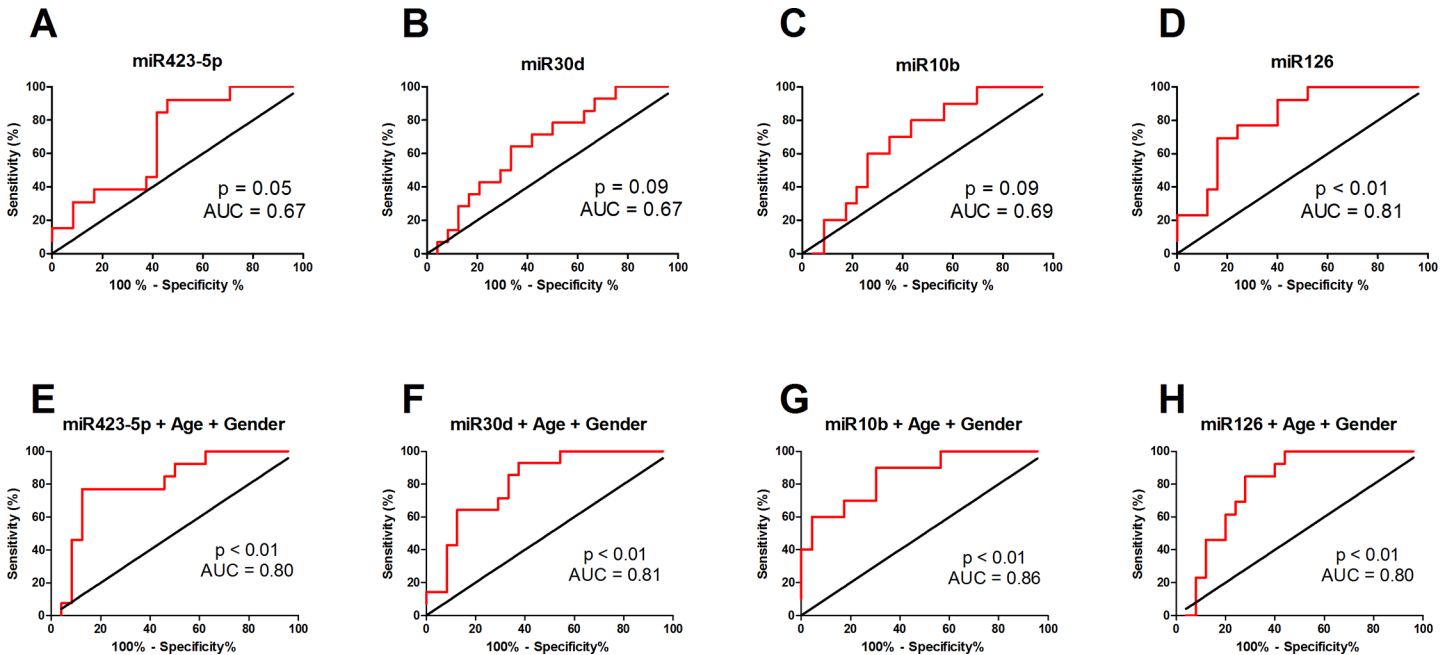 A
miR423-5p
100
80
60
40
20
0
Sensitivity (%)
0 20 40 60 80 100
100 % - Specificity %
p = 0.05
AUC = 0.67
B
miR30d
100
80
60
40
20
0
Sensitivity (%)
0 20 40 60 80 100
100 % - Specificity %
p = 0.09
AUC = 0.67
C
miR10b
100
80
60
40
20
0
Sensitivity (%)
0 20 40 60 80 100
100 % - Specificity %
p = 0.09
AUC = 0.69
D
miR126
100
80
60
40
20
0
Sensitivity (%)
0 20 40 60 80 100
100 % - Specificity %
p < 0.01
AUC = 0.81
E
miR423-5p + Age + Gender
100
80
60
40
20
0
Sensitivity (%)
0 20 40 60 80 100
100% - Specificity%
p < 0.01
AUC = 0.80
F
miR30d + Age + Gender
100
80
60
40
20
0
Sensitivity (%)
0 20 40 60 80 100
100% - Specificity%
p < 0.01
AUC = 0.81
G
miR10b + Age + Gender
100
80
60
40
20
0
Sensitivity (%)
0 20 40 60 80 100
100% - Specificity%
p < 0.01
AUC = 0.86
H
miR126 + Age + Gender
100
80
60
40
20
0
Sensitivity (%)
0 20 40 60 80 100
100% - Specificity%
p < 0.01
AUC = 0.80